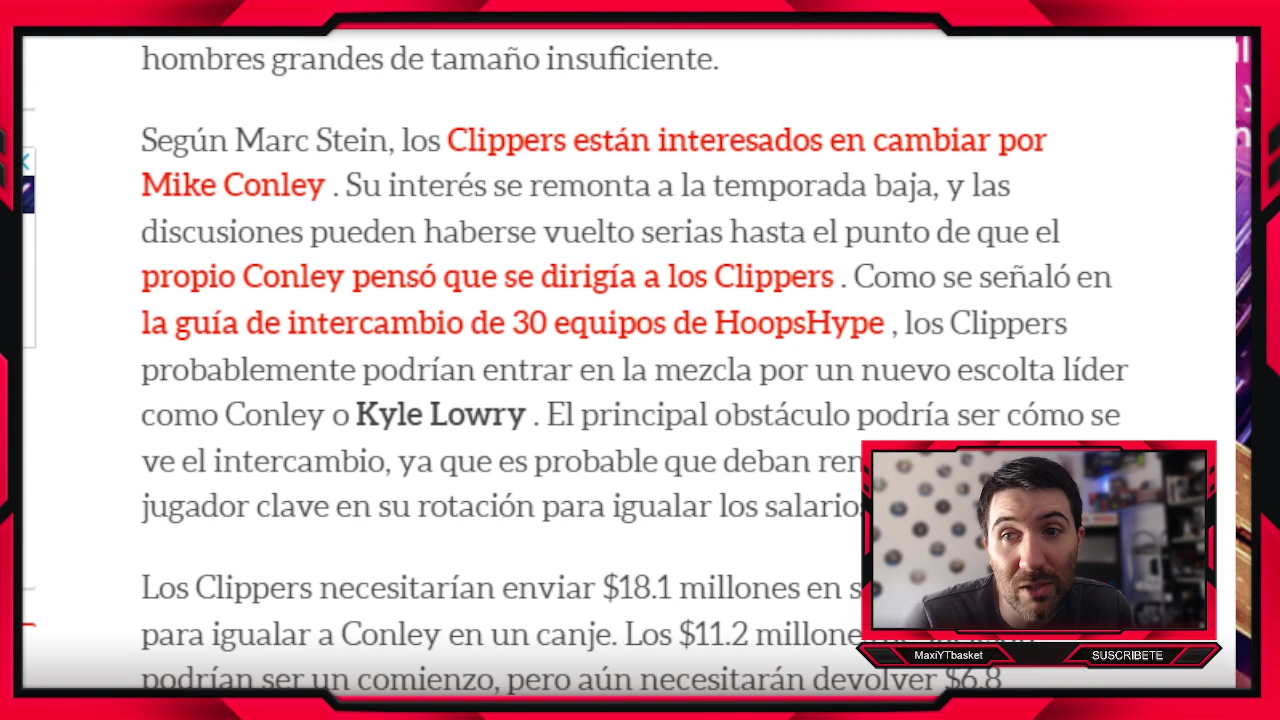 hombres grandes de tamaño insuficiente.
Según Marc Stein, los Clippers están interesados en cambiar por
Mike Conley . Su interés se remonta a la temporada baja, y las
discusiones pueden haberse vuelto serias hasta el punto de que el
propio Conley pensó que se dirigía a los Clippers . Como se señaló en
la guía de intercambio de 30 equipos de HoopsHype , los Clippers
probablemente podrían entrar en la mezcla por un nuevo escolta líder
como Conley o Kyle Lowry . El principal obstáculo podría ser cómo se
ve el intercambio, ya que es probable que deban ren
jugador clave en su rotación para igualar los salarios
Los Clippers necesitarían enviar $18.1 millones en s
para igualar a Conley en un canje. Los $11.2 millone
podrían ser un comienzo, pero aún necesitarán devolver $6.8
MaxiYTbasket
SUSCRIBETE